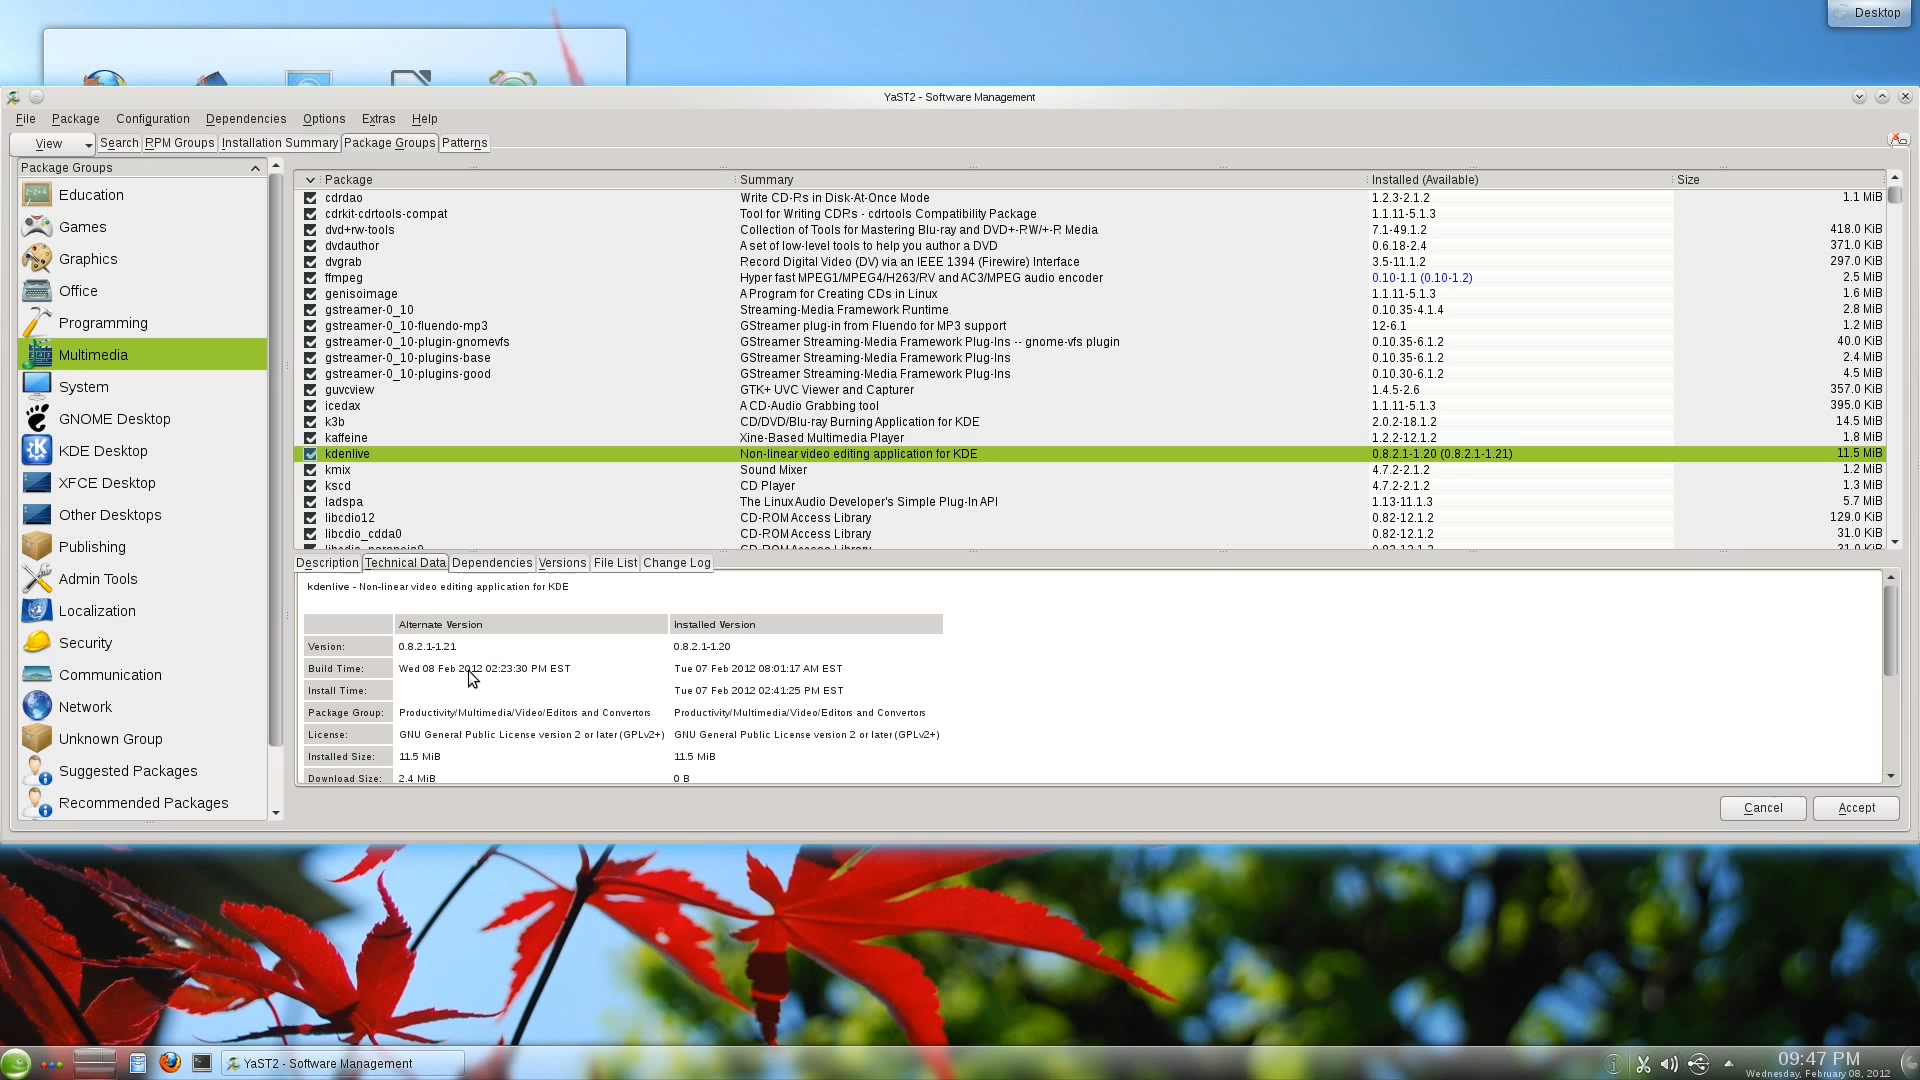 Desktop
YaST2 - Software Management
File Package Configuration Dependencies Options Extras Help
View Search RPM Groups Installation Summary Package Groups Patterns
Package Groups
Education
Games
Graphics
Office
Programming
Multimedia
System
GNOME Desktop
KDE Desktop
XFCE Desktop
Other Desktops
Publishing
Admin Tools
Localization
Security
Communication
Network
Unknown Group
Suggested Packages
Recommended Packages
Package Summary Installed (Available) Size
cdrdao Write CD-Rs in Disk-At-Once Mode 1.2.3-2.1.2 1.1 MiB
cdrkit-cdrtools-compat Tool for Writing CDRs - cdrtools Compatibility Package 1.1.11-5.1.3
dvd+rw-tools Collection of Tools for Mastering Blu-ray and DVD+-RW/+-R Media 7.1-49.1.2 418.0 KiB
dvdauthor A set of low-level tools to help you author a DVD 0.6.18-2.4 371.0 KiB
dvgrab Record Digital Video (DV) via an IEEE 1394 (Firewire) Interface 3.5-11.1.2 297.0 KiB
ffmpeg Hyper fast MPEG1/MPEG4/H263/RV and AC3/MPEG audio encoder 0.10-1.1 (0.10-1.2) 2.5 MiB
genisoimage A Program for Creating CDs in Linux 1.1.11-5.1.3 1.6 MiB
gstreamer-0_10 Streaming-Media Framework Runtime 0.10.35-4.1.4 2.8 MiB
gstreamer-0_10-fluendo-mp3 GStreamer plug-in from Fluendo for MP3 support 12-6.1 1.2 MiB
gstreamer-0_10-plugin-gnomevfs GStreamer Streaming-Media Framework Plug-Ins -- gnome-vfs plugin 0.10.35-6.1.2 40.0 KiB
gstreamer-0_10-plugins-base GStreamer Streaming-Media Framework Plug-Ins 0.10.35-6.1.2 2.4 MiB
gstreamer-0_10-plugins-good GStreamer Streaming-Media Framework Plug-Ins 0.10.30-6.1.2 4.5 MiB
guvcview GTK+ UVC Viewer and Capturer 1.4.5-2.6 357.0 KiB
icedax A CD-Audio Grabbing tool 1.1.11-5.1.3 395.0 KiB
k3b CD/DVD/Blu-ray Burning Application for KDE 2.0.2-18.1.2 14.5 MiB
kaffeine Xine-Based Multimedia Player 1.2.2-12.1.2 1.8 MiB
kdenlive Non-linear video editing application for KDE 0.8.2.1-1.20 (0.8.2.1-1.21) 11.5 MiB
kmix Sound Mixer 4.7.2-2.1.2 1.2 MiB
kscd CD Player 4.7.2-2.1.2 1.3 MiB
ladspa The Linux Audio Developer's Simple Plug-In API 1.13-11.1.3 5.7 MiB
libcdio12 CD-ROM Access Library 0.82-12.1.2 129.0 KiB
libcdio_cdda0 CD-ROM Access Library 0.82-12.1.2 31.0 KiB
libcdio_paranoia0 CD-ROM Access Library 0.82-12.1.2 31.0 KiB
Description Technical Data Dependencies Versions File List Change Log
kdenlive - Non-linear video editing application for KDE
Alternate Version Installed Version
Version: 0.8.2.1-1.21 0.8.2.1-1.20
Build Time: Wed 08 Feb 2012 02:23:30 PM EST Tue 07 Feb 2012 08:01:17 AM EST
Install Time: Tue 07 Feb 2012 02:41:25 PM EST
Package Group: Productivity/Multimedia/Video/Editors and Convertors Productivity/Multimedia/Video/Editors and Convertors
License: GNU General Public License version 2 or later (GPLv2+) GNU General Public License version 2 or later (GPLv2+)
Installed Size: 11.5 MiB 11.5 MiB
Download Size: 2.4 MiB 0 B
Cancel Accept
YaST2 - Software Management
09:47 PM
Wednesday, February 08, 2012